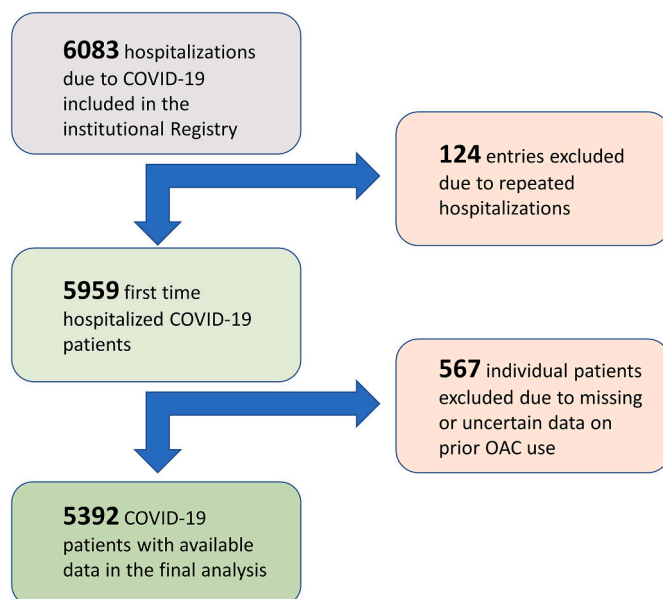 6083 hospitalizations
due to COVID-19
included in the
institutional Registry
124 entries excluded
due to repeated
hospitalizations
5959 first time
hospitalized COVID-19
patients
567 individual patients
excluded due to missing
or uncertain data on
prior OAC use
5392 COVID-19
patients with available
data in the final analysis